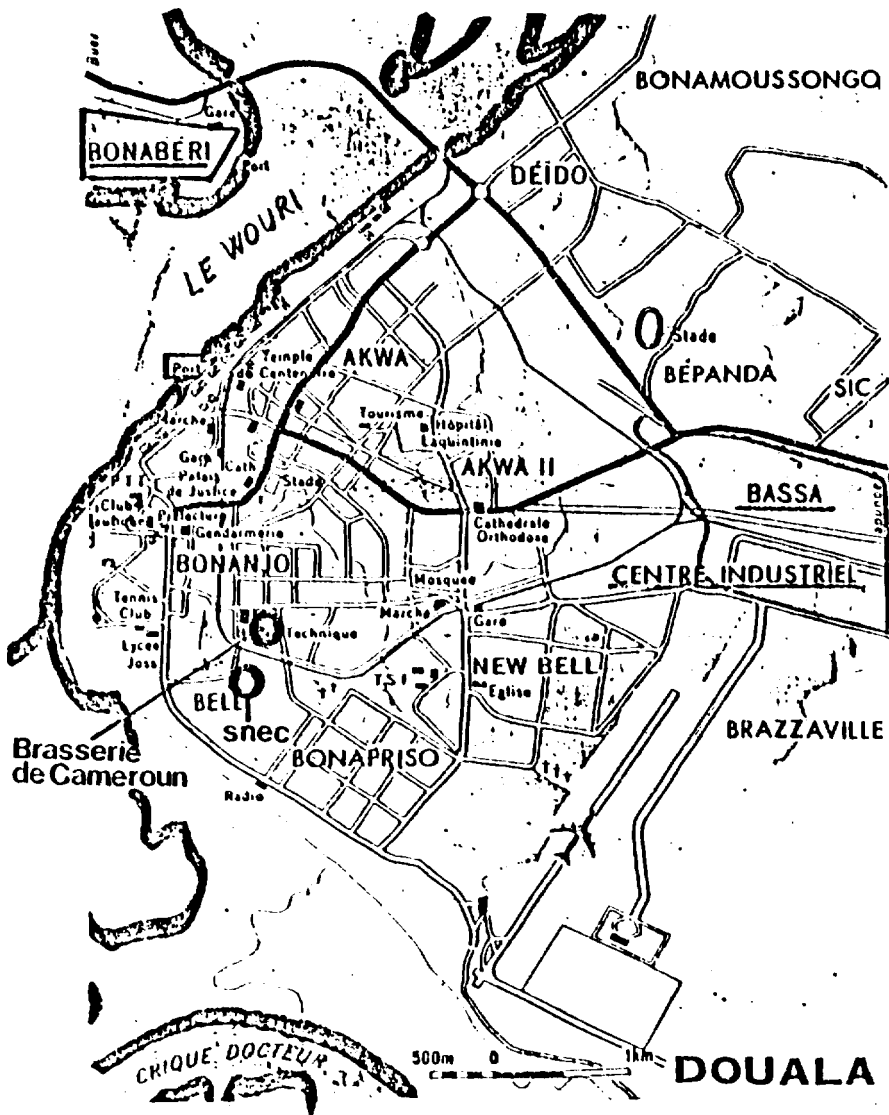 Buea
BONAMOUSSONGO
Gare
BONABÉRI
Port
DÉÏDO
LE WOURI
Stade
Port
Temple
du Centenaire
AKWA
BÉPANDA
SIC
Marché
Tourisme
Hôpital
Laquintinie
AKWA II
Gare
Cath
Palais
de Justice
Stade
BASSA
P.T.T.
Club
Préfecture
Gendarmerie
Cathédrale
Orthodoxe
BONANJO
Mosquée
CENTRE INDUSTRIEL
Tennis
Club
Marché
Gare
Technique
Lycée
Joss
NEW BELL
T.S.F
Eglise
BELL
snec
BRAZZAVILLE
Brasserie
de Cameroun
BONAPRISO
Radio
CRIQUE DOCTEUR
500m 0 1km
DOUALA